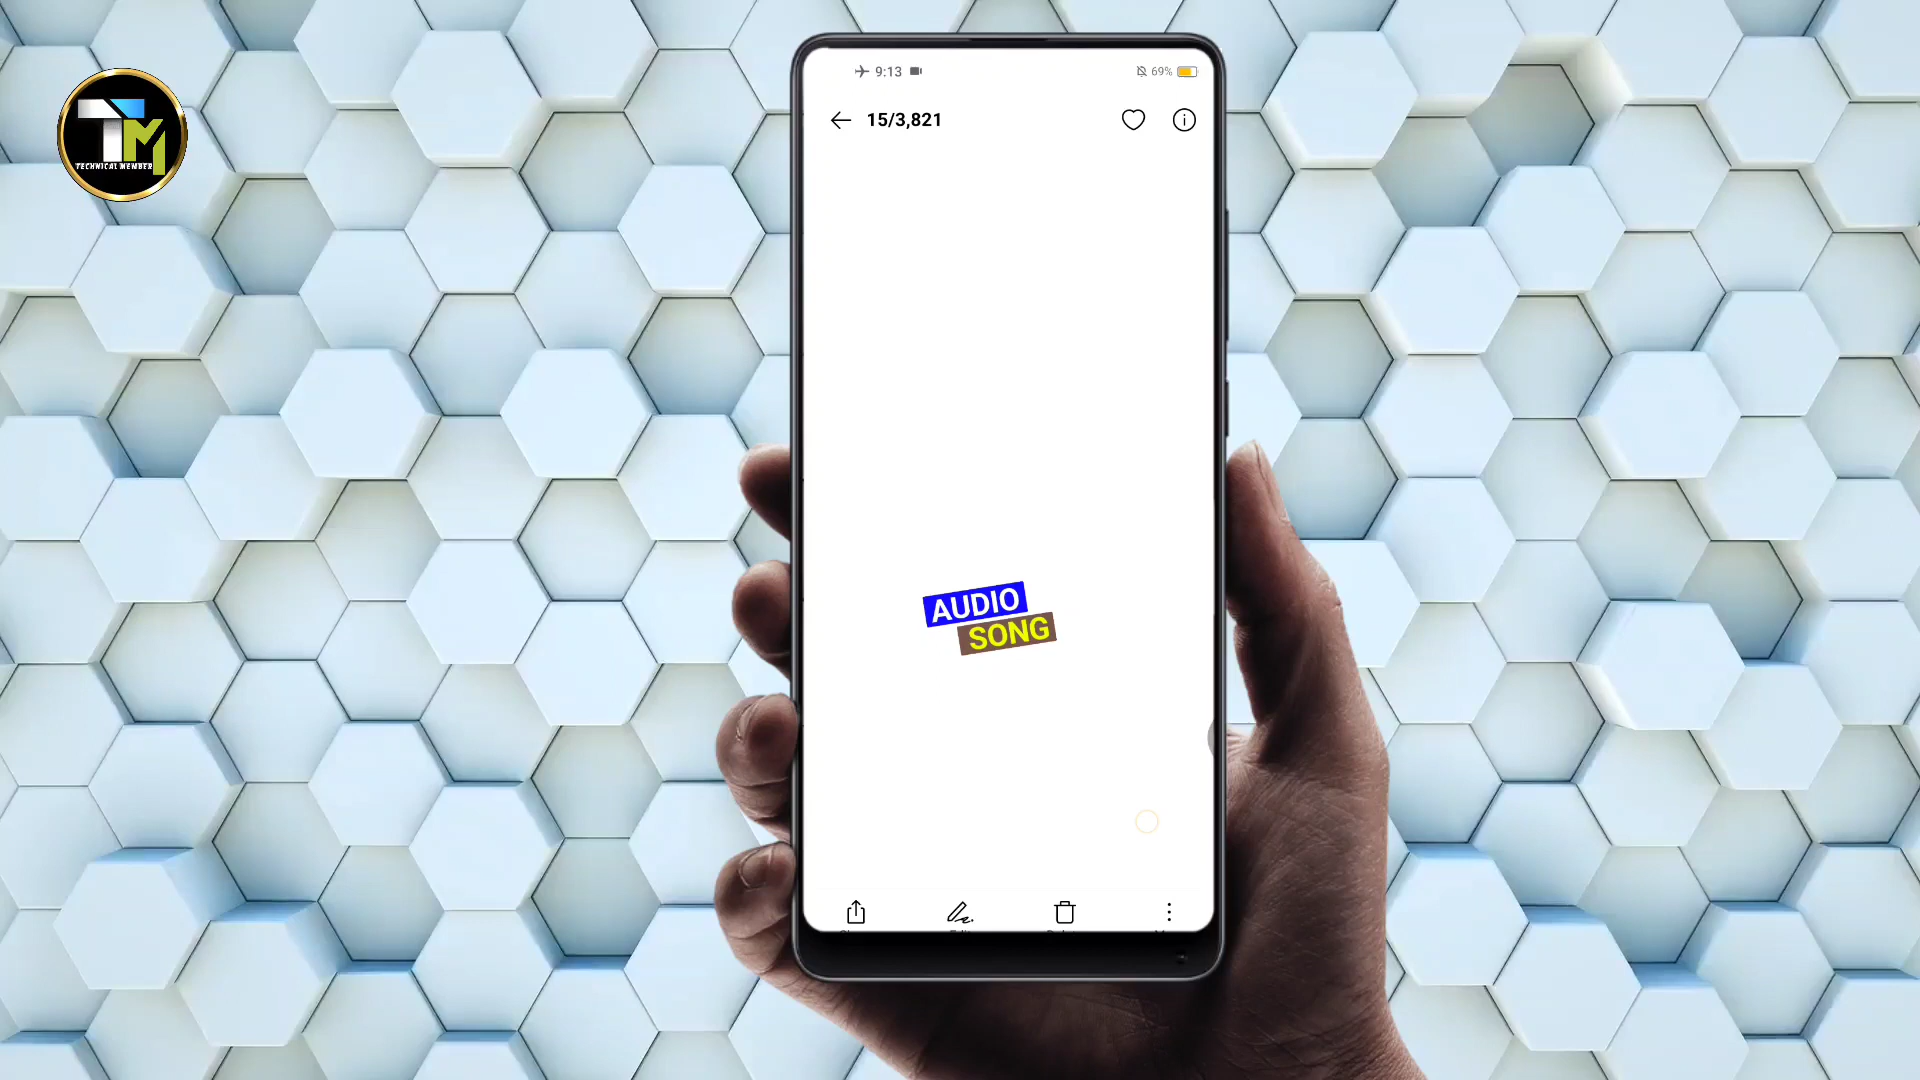 TM
TECHNICAL MEMBER
9:13
69%
15/3,821
AUDIO
SONG